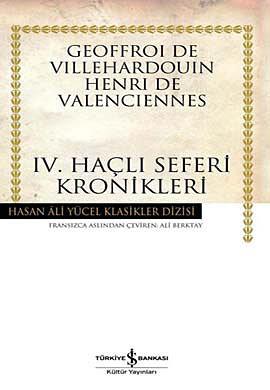 GEOFFROI DE
VILLEHARDOUIN
HENRI DE
VALENCIENNES
IV. HAÇLI SEFERİ
KRONİKLERİ
HASAN ÂLİ YÜCEL KLASİKLER DİZİSİ
FRANSIZCA ASLINDAN ÇEVİREN: ALİ BERKTAY
TÜRKİYE İŞ BANKASI
Kültür Yayınları